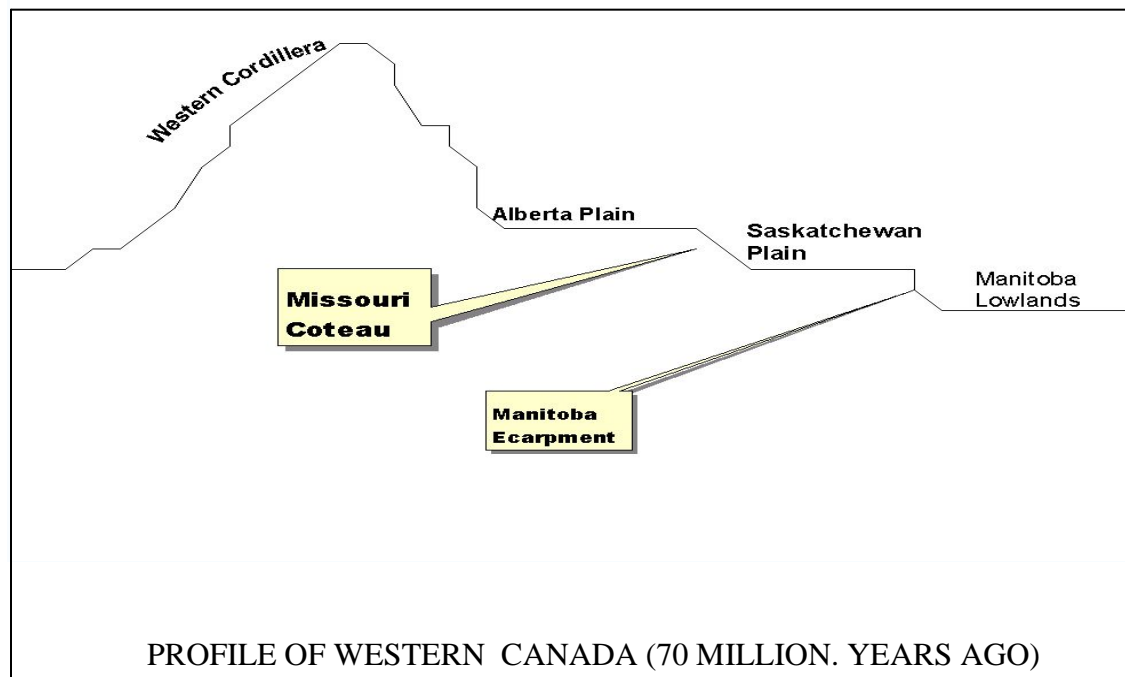 Western Cordillera
Alberta Plain
Saskatchewan
Plain
Manitoba
Lowlands
Missouri
Coteau
Manitoba
Ecarpment
PROFILE OF WESTERN CANADA (70 MILLION. YEARS AGO)